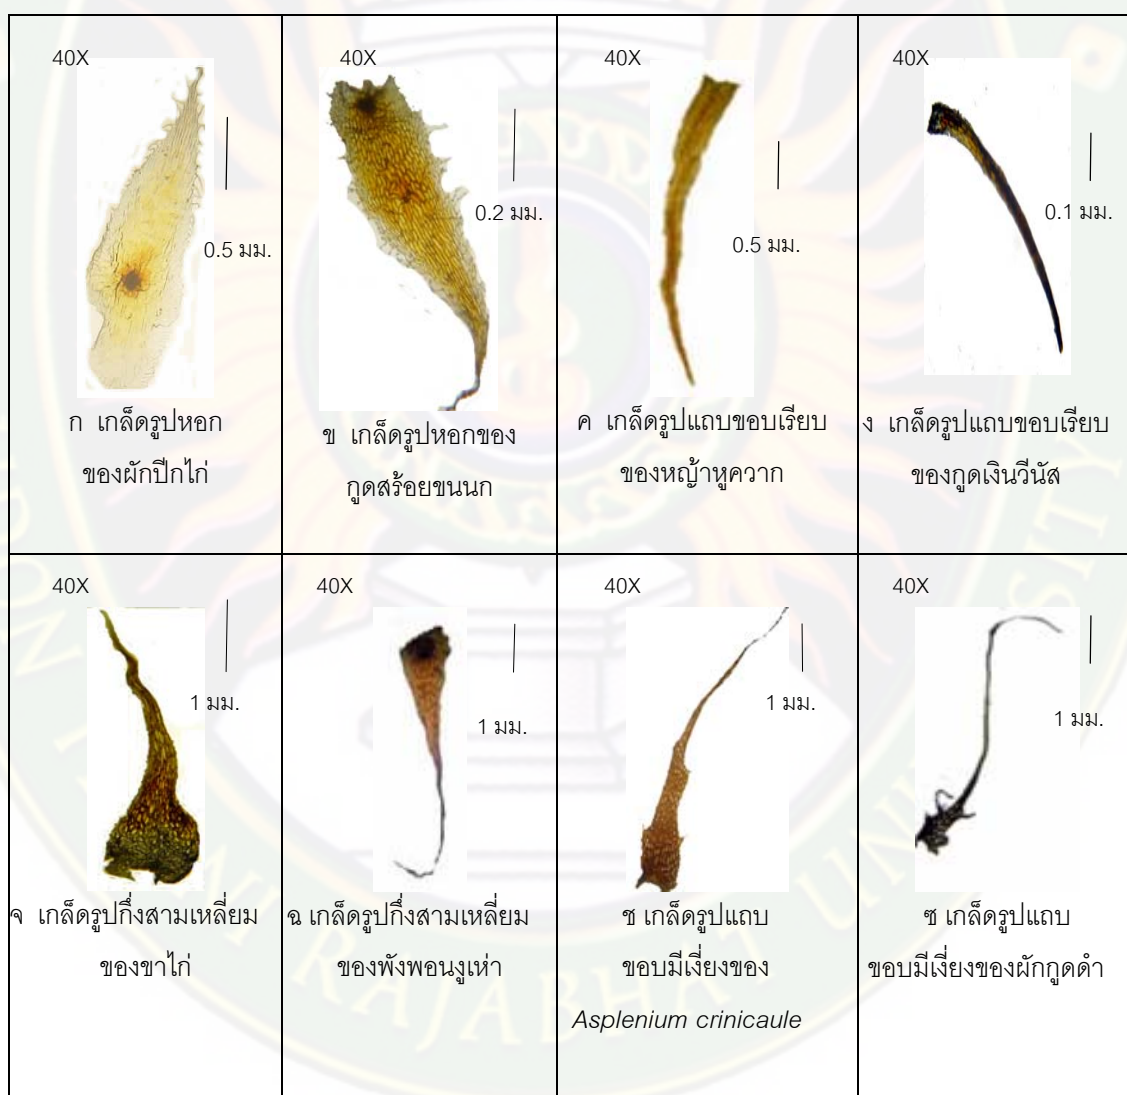 40X
0.5 มม.
ก เกล็ดรูปหอก
ของผักปีกไก่
40X
0.2 มม.
ข เกล็ดรูปหอกของ
กูดสร้อยขนนก
40X
0.5 มม.
ค เกล็ดรูปแถบขอบเรียบ
ของหญ้าหูควาก
40X
0.1 มม.
ง เกล็ดรูปแถบขอบเรียบ
ของกูดเงินวีนัส
40X
1 มม.
จ เกล็ดรูปกึ่งสามเหลี่ยม
ของขาไก่
40X
1 มม.
ฉ เกล็ดรูปกึ่งสามเหลี่ยม
ของพังพอนงูเห่า
40X
1 มม.
ช เกล็ดรูปแถบ
ขอบมีเงี่ยงของ
Asplenium crinicaule
40X
1 มม.
ซ เกล็ดรูปแถบ
ขอบมีเงี่ยงของผักกูดดำ
RAJABHAT UNIVERSITY